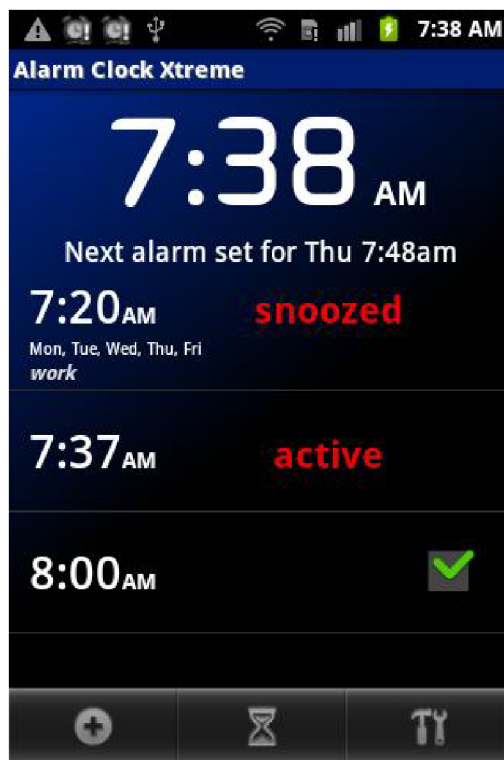 7:38 AM
Alarm Clock Xtreme
7:38 AM
Next alarm set for Thu 7:48am
7:20AM snoozed
Mon, Tue, Wed, Thu, Fri
work
7:37AM active
8:00AM